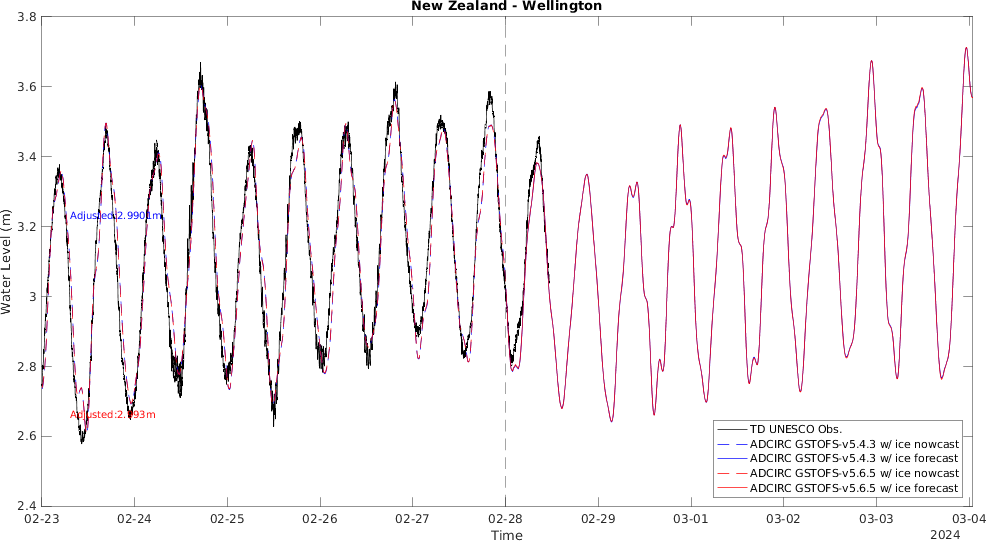 New Zealand - Wellington
3.8
3.6
3.4
3.2
3
2.8
2.6
2.4
Water Level (m)
Adjusted:2.9901m
TD UNESCO Obs.
ADCIRC GSTOFS-v5.4.3 w/ ice nowcast
ADCIRC GSTOFS-v5.4.3 w/ ice forecast
ADCIRC GSTOFS-v5.6.5 w/ ice nowcast
ADCIRC GSTOFS-v5.6.5 w/ ice forecast
02-23 02-24 02-25 02-26 02-27 02-28 02-29 03-01 03-02 03-03 03-04
Time
2024